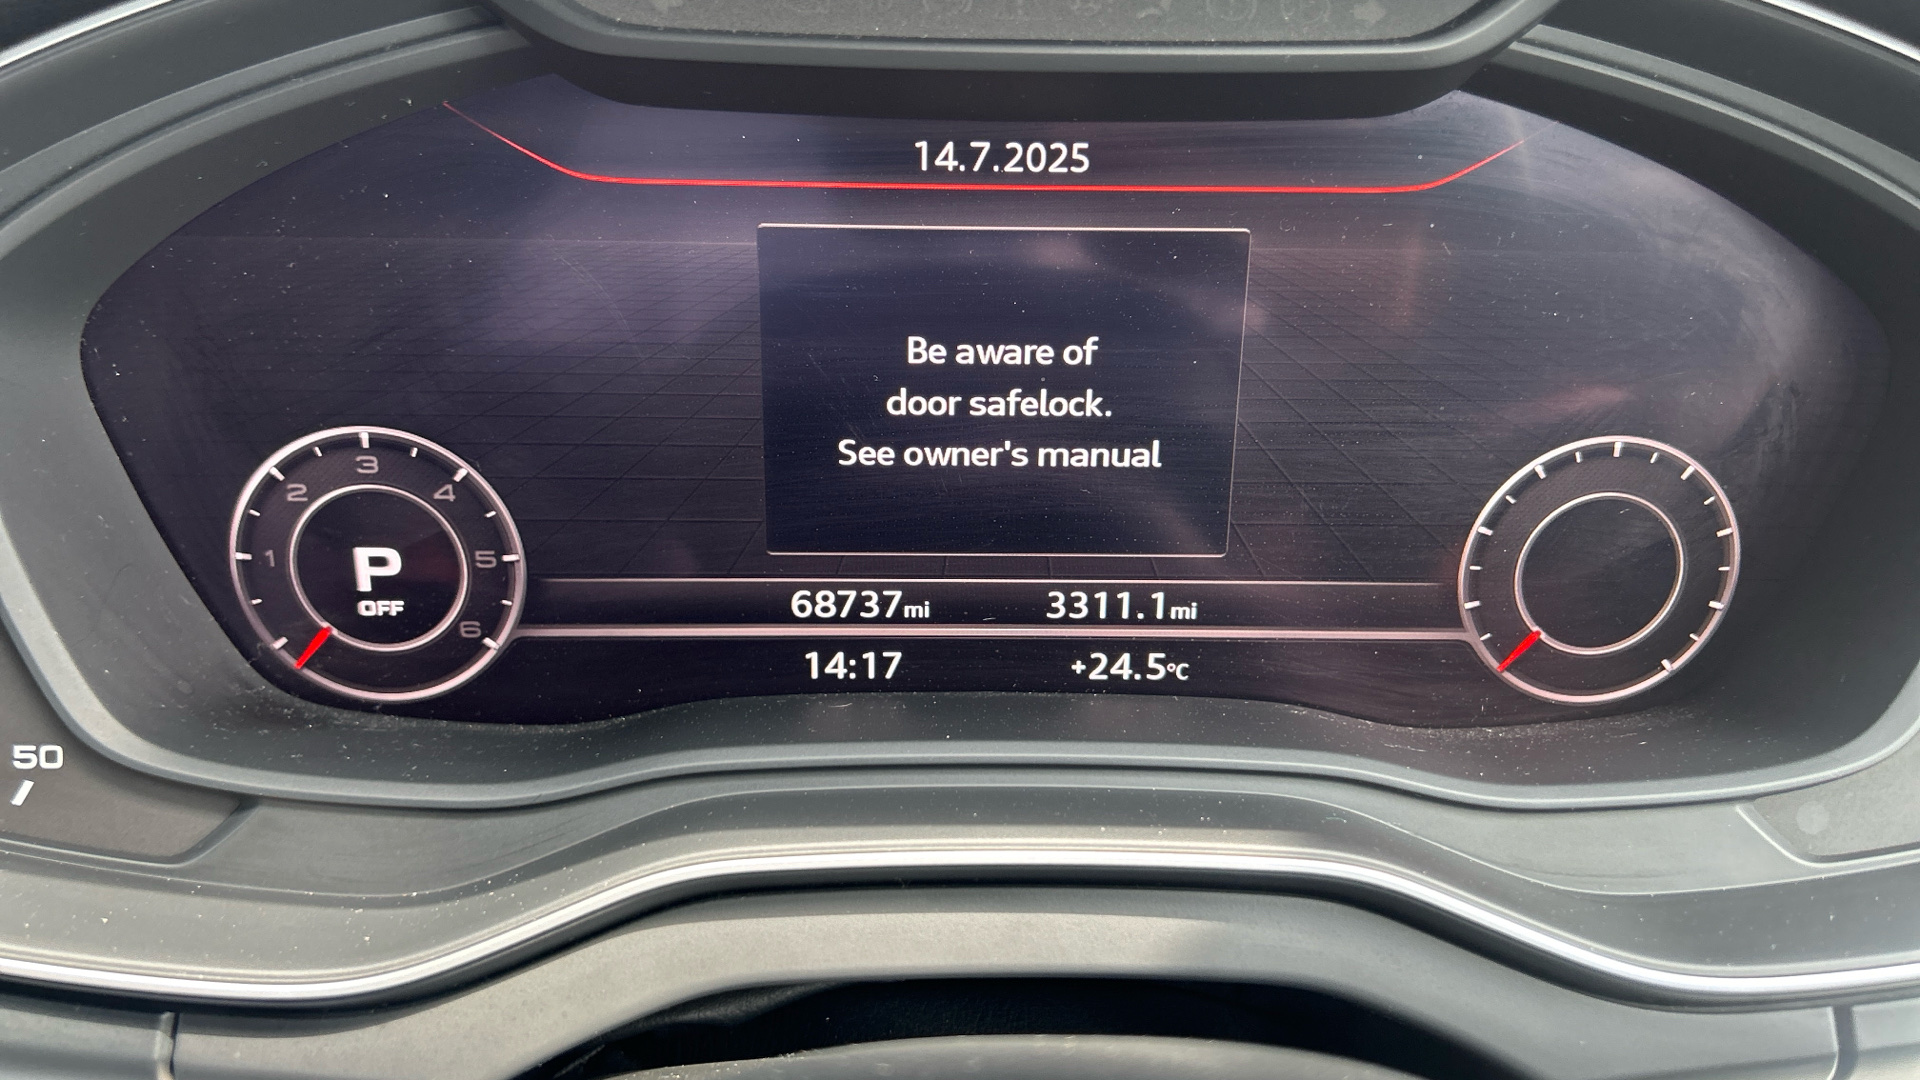 14.7.2025
Be aware of
door safelock.
See owner's manual
1
2
3
4
5
6
P
OFF
68737mi 3311.1mi
14:17 +24.5°C
50